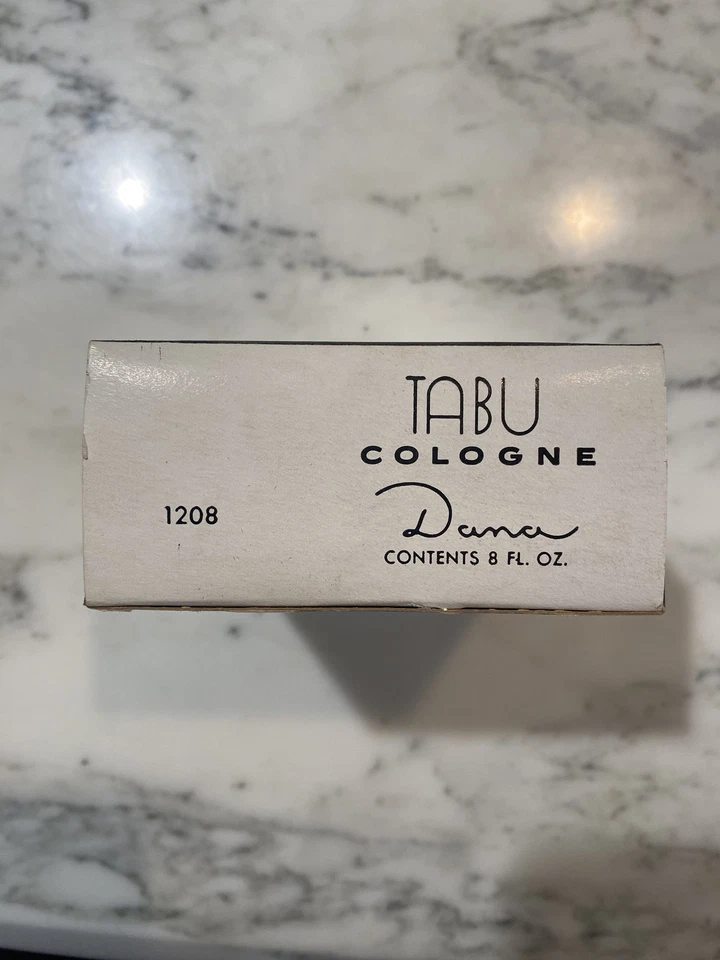 TABU
COLOGNE
Dana
1208
CONTENTS 8 FL. OZ.